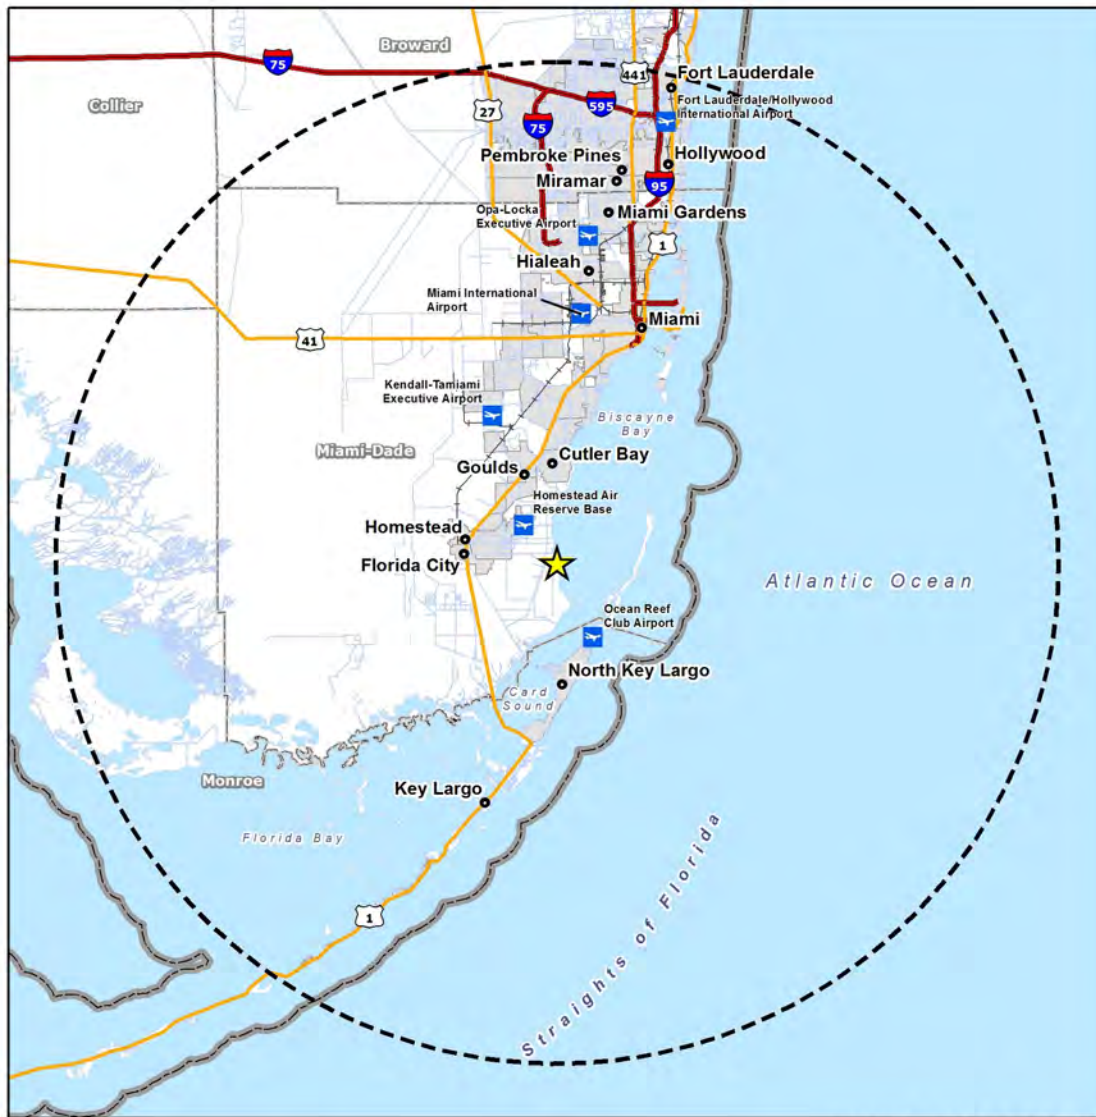 Broward
75
441
Fort Lauderdale
Collier
27
595
Fort Lauderdale/Hollywood
International Airport
75
Pembroke Pines
Hollywood
Miramar
95
Opa-Locka
Executive Airport
Miami Gardens
1
Hialeah
Miami International
Airport
Miami
41
Kendall-Tamiami
Executive Airport
Biscayne
Bay
Miami-Dade
Cutler Bay
Goulds
Homestead Air
Reserve Base
Homestead
Florida City
Atlantic Ocean
Ocean Reef
Club Airport
North Key Largo
Card
Sound
Monroe
Key Largo
Florida Bay
1
Straights of Florida